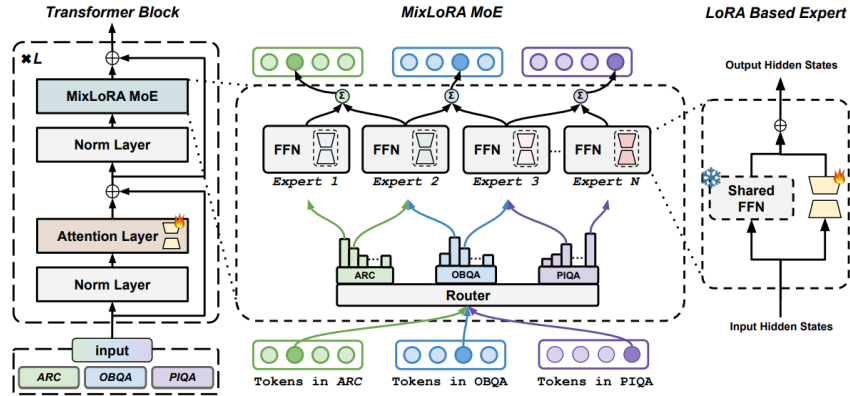 Transformer Block
MixLoRA MoE
LoRA Based Expert
×L
MixLoRA MoE
Norm Layer
Attention Layer
Norm Layer
input
ARC
OBQA
PIQA
Σ
Σ
Σ
FFN
FFN
FFN
FFN
Expert 1
Expert 2
Expert 3
Expert N
ARC
OBQA
PIQA
Router
Tokens in ARC
Tokens in OBQA
Tokens in PIQA
Output Hidden States
Shared
FFN
Input Hidden States